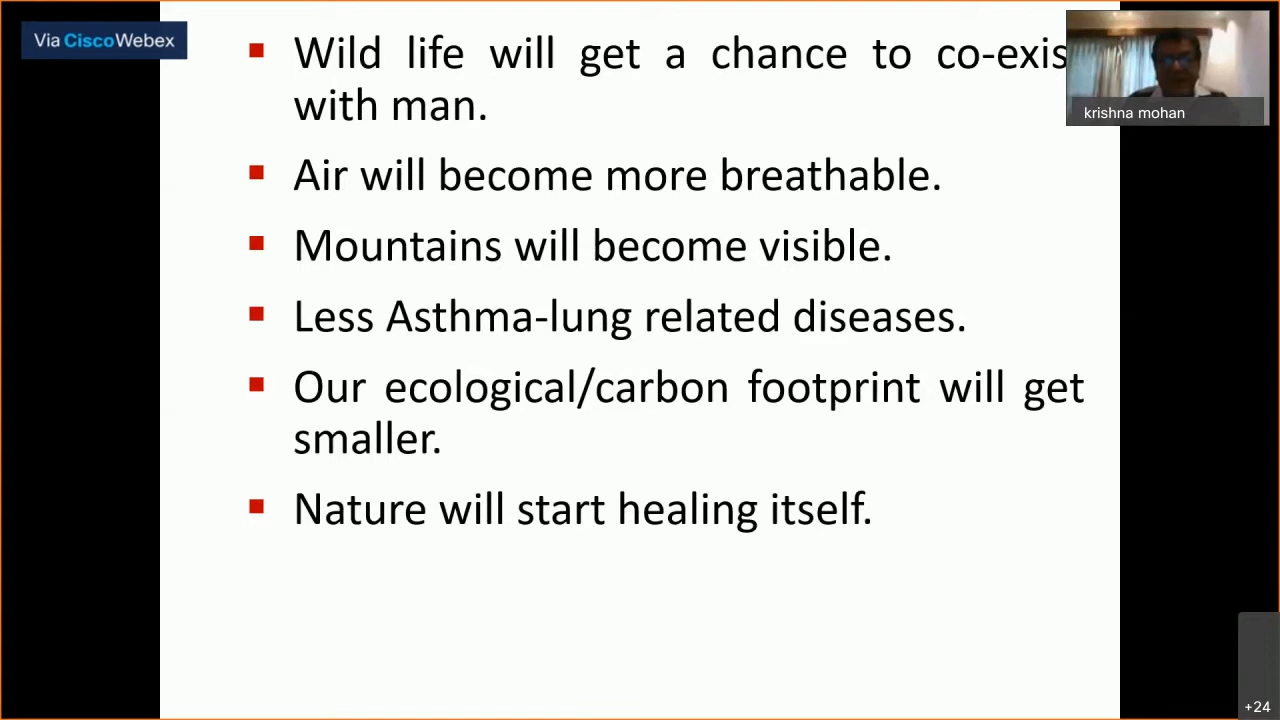 Via CiscoWebex
Wild life will get a chance to co-exis
with man.
krishna mohan
Air will become more breathable.
Mountains will become visible.
Less Asthma-lung related diseases.
Our ecological/carbon footprint will get
smaller.
Nature will start healing itself.
+24